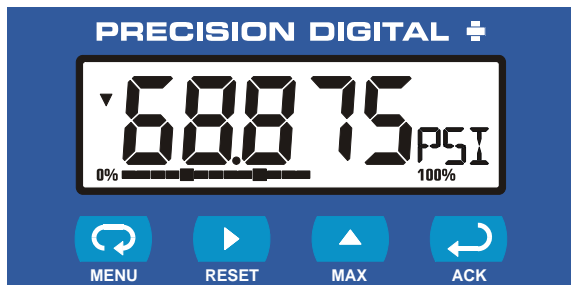 PRECISION DIGITAL
68.875 PSI
0% 100%
MENU RESET MAX ACK